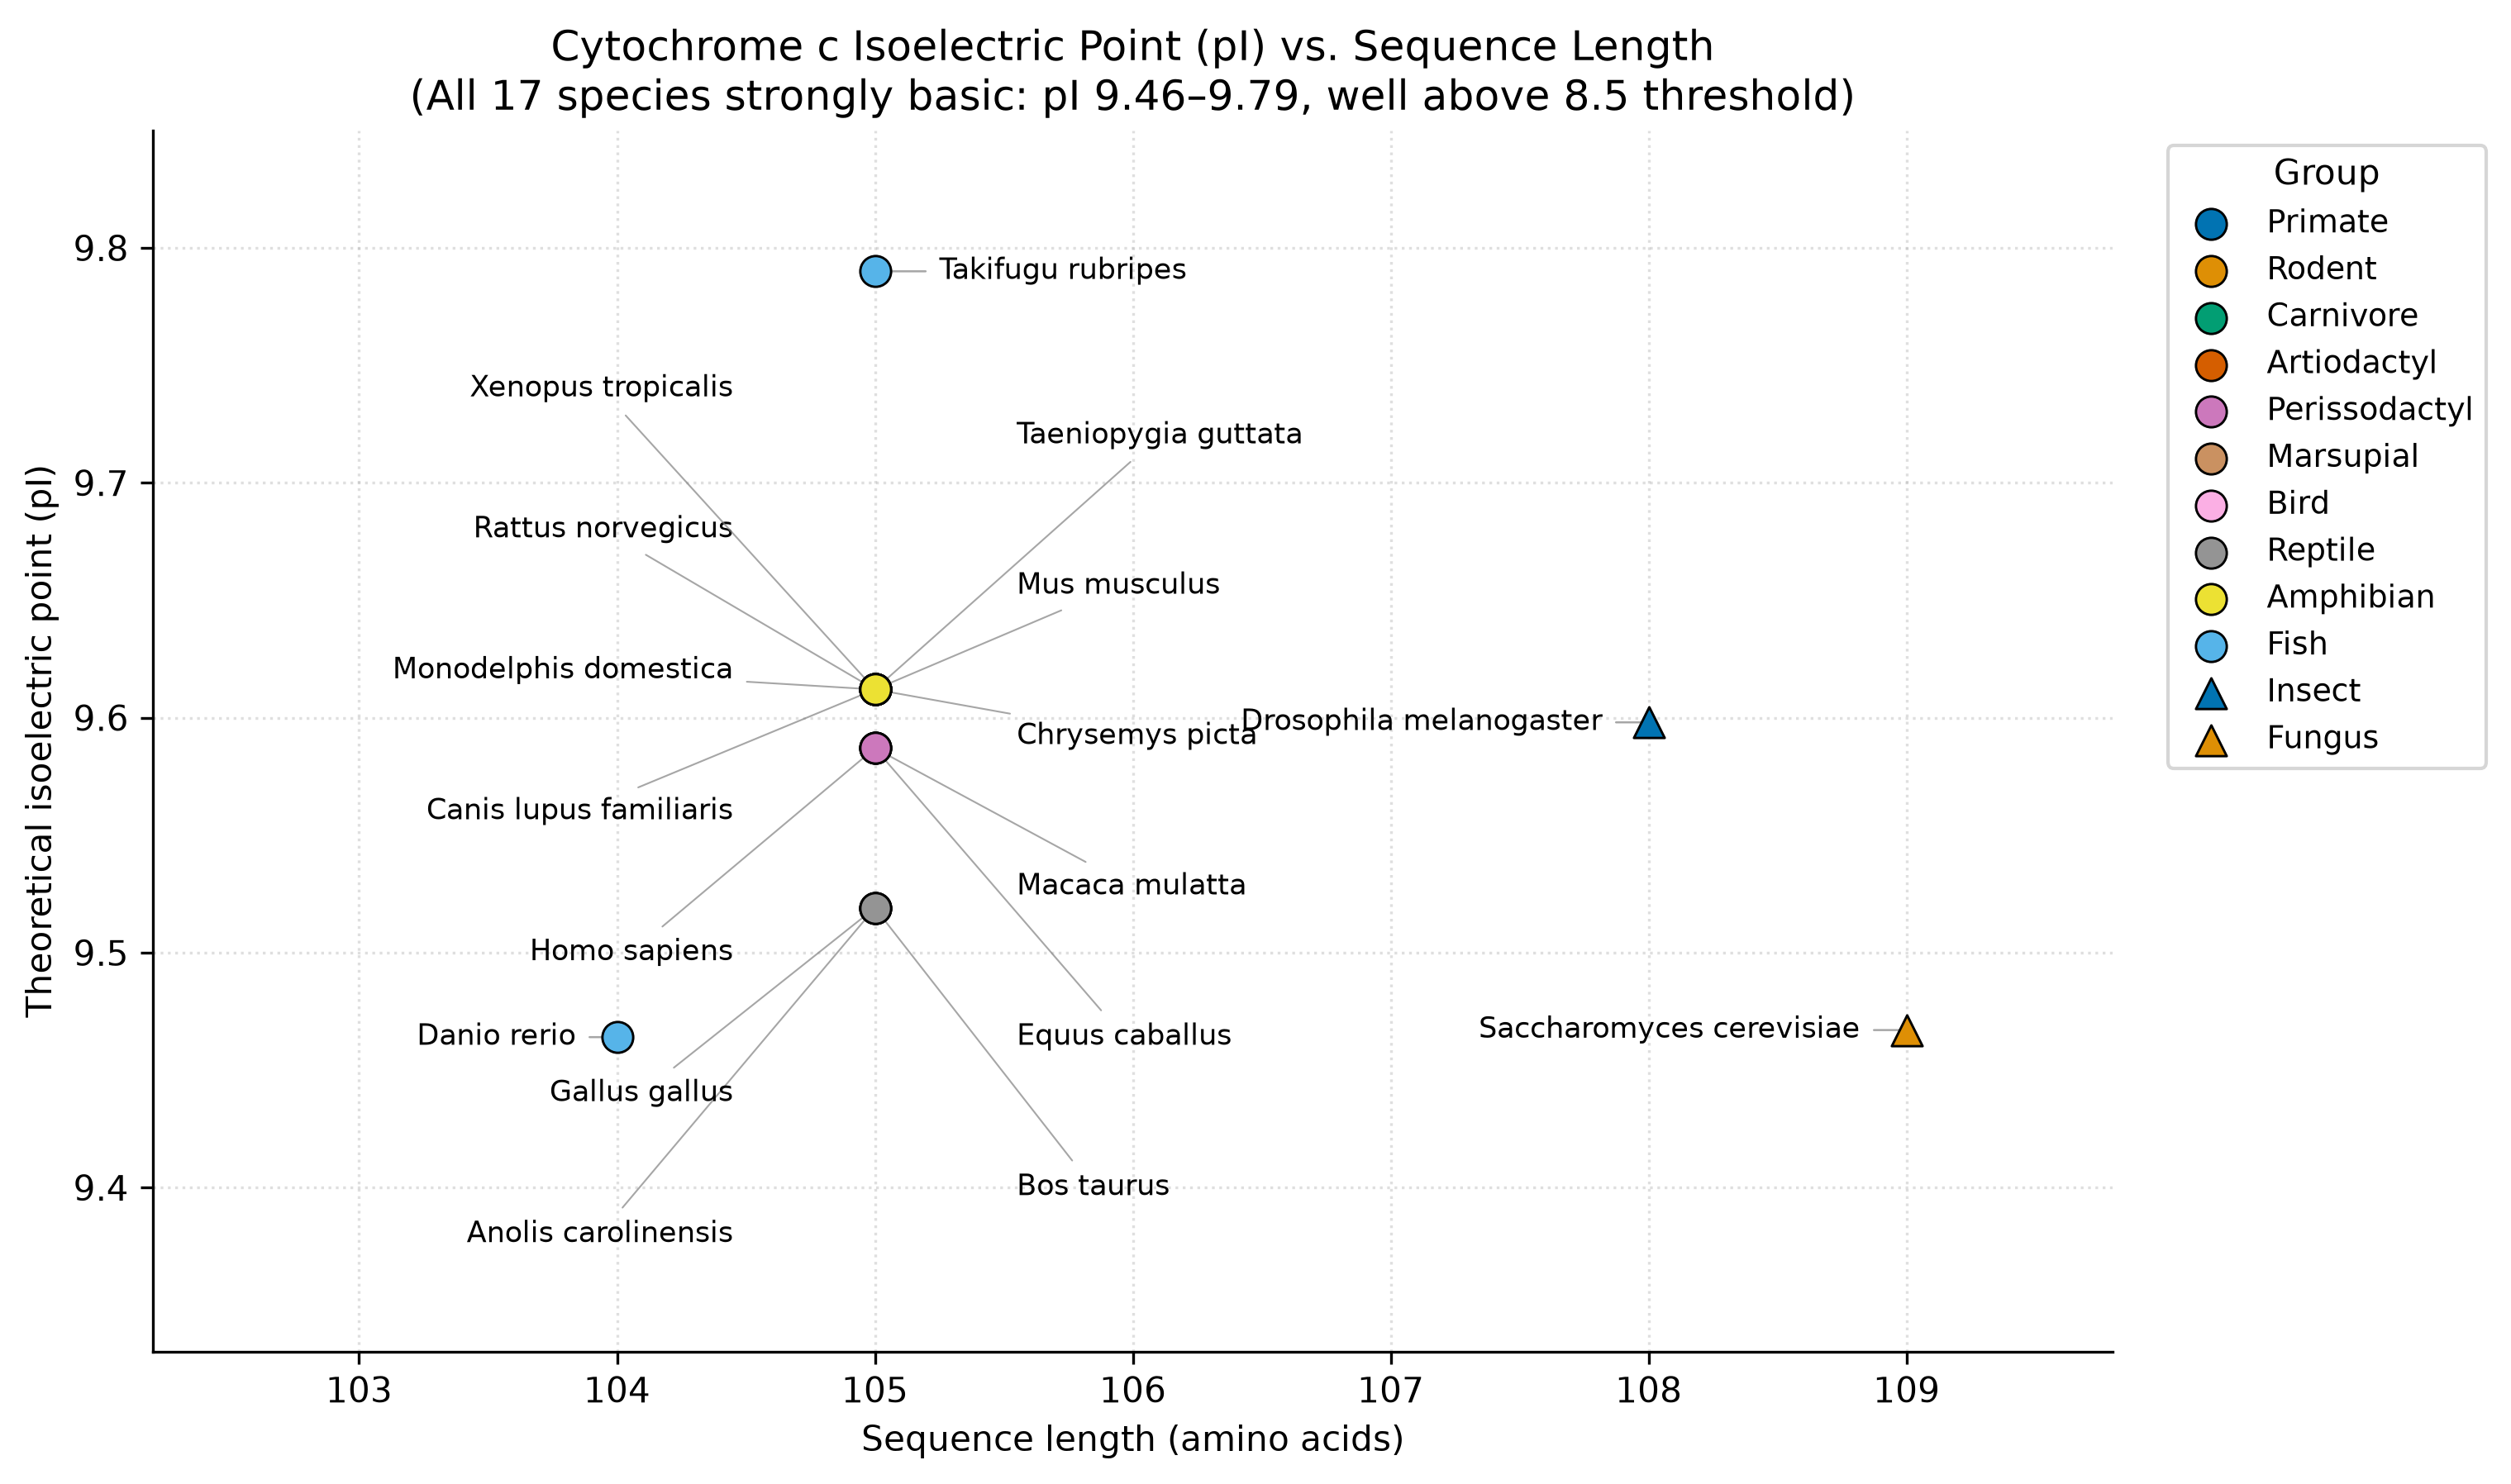 Cytochrome c Isoelectric Point (pI) vs. Sequence Length
(All 17 species strongly basic: pI 9.46–9.79, well above 8.5 threshold)
Theoretical isoelectric point (pI)
9.8
9.7
9.6
9.5
9.4
Takifugu rubripes
Xenopus tropicalis
Taeniopygia guttata
Rattus norvegicus
Mus musculus
Monodelphis domestica
Chrysemys picta
Drosophila melanogaster
Canis lupus familiaris
Macaca mulatta
Homo sapiens
Danio rerio
Equus caballus
Saccharomyces cerevisiae
Gallus gallus
Bos taurus
Anolis carolinensis
103
104
105
106
107
108
109
Sequence length (amino acids)
Group
Primate
Rodent
Carnivore
Artiodactyl
Perissodactyl
Marsupial
Bird
Reptile
Amphibian
Fish
Insect
Fungus